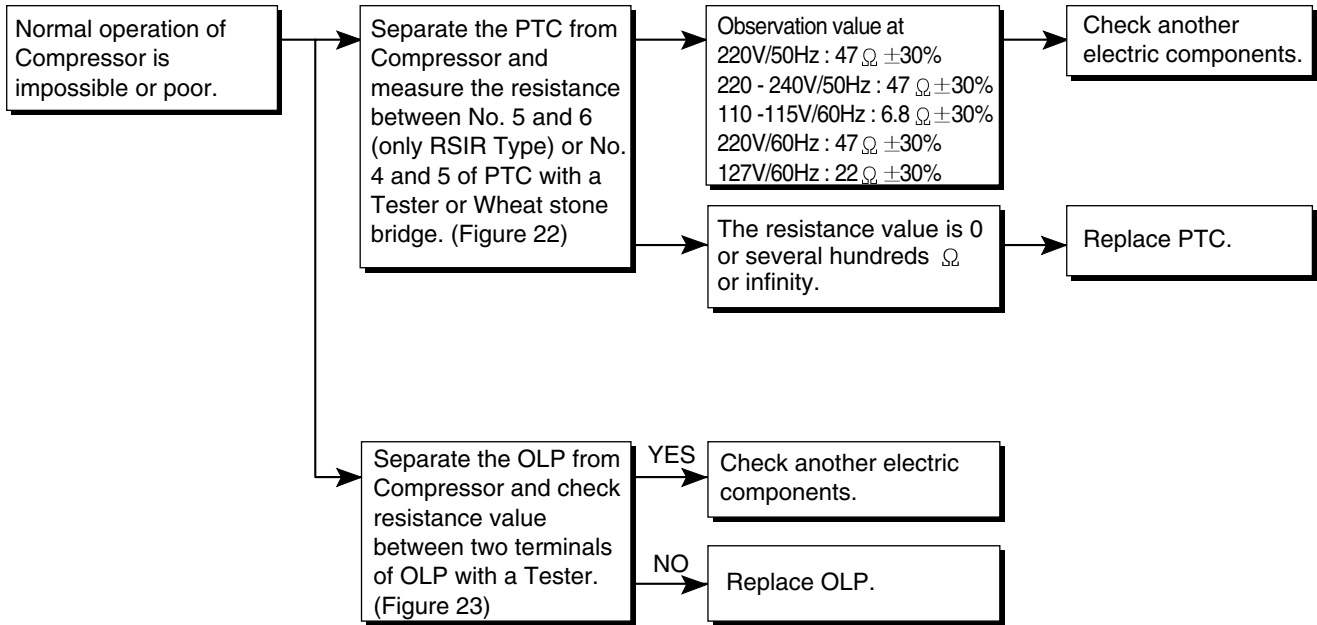 Normal operation of
Compressor is
impossible or poor.
Separate the PTC from
Compressor and
measure the resistance
between No. 5 and 6
(only RSIR Type) or No.
4 and 5 of PTC with a
Tester or Wheat stone
bridge. (Figure 22)
Observation value at
220V/50Hz : 47 Ω ±30%
220 - 240V/50Hz : 47 Ω ±30%
110 -115V/60Hz : 6.8 Ω ±30%
220V/60Hz : 47 Ω ±30%
127V/60Hz : 22 Ω ±30%
Check another
electric components.
The resistance value is 0
or several hundreds Ω
or infinity.
Replace PTC.
Separate the OLP from
Compressor and check
resistance value
between two terminals
of OLP with a Tester.
(Figure 23)
YES
Check another electric
components.
NO
Replace OLP.